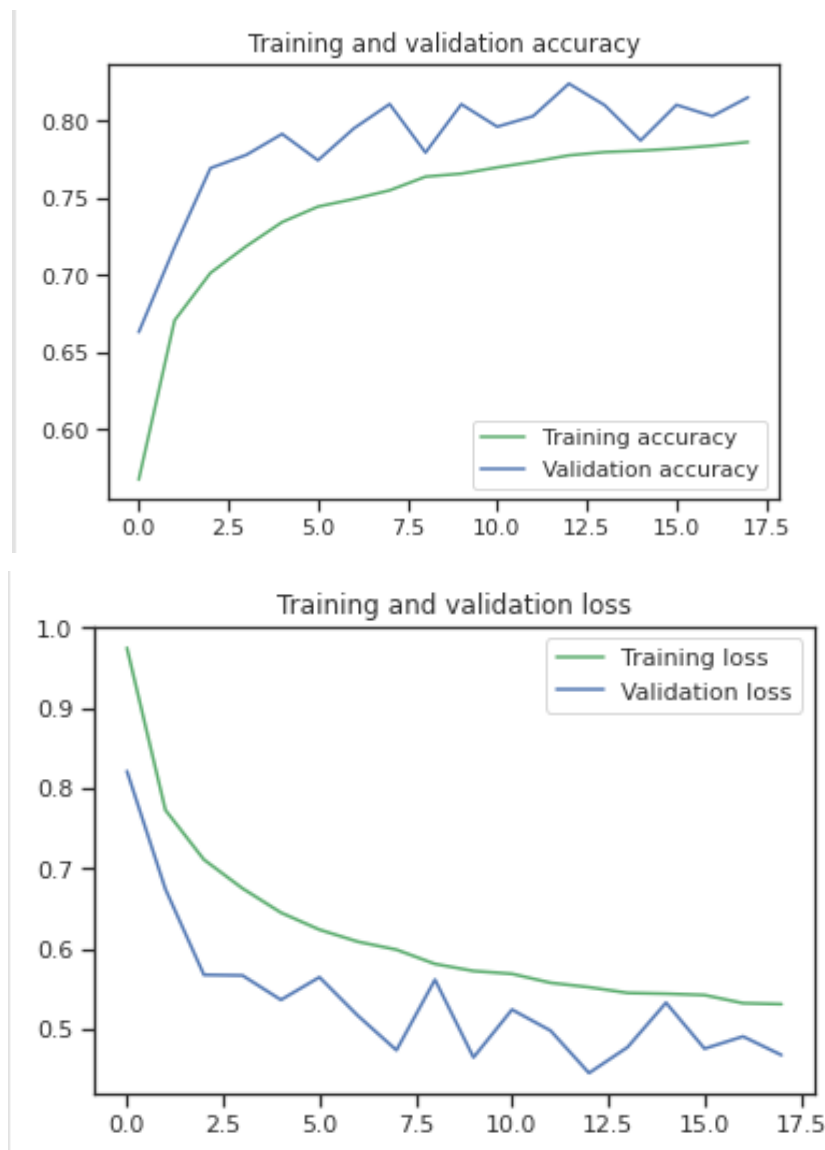 Training and validation accuracy
0.80
0.75
0.70
0.65
0.60
Training accuracy
Validation accuracy
0.0 2.5 5.0 7.5 10.0 12.5 15.0 17.5
Training and validation loss
1.0
Training loss
Validation loss
0.9
0.8
0.7
0.6
0.5
0.0 2.5 5.0 7.5 10.0 12.5 15.0 17.5